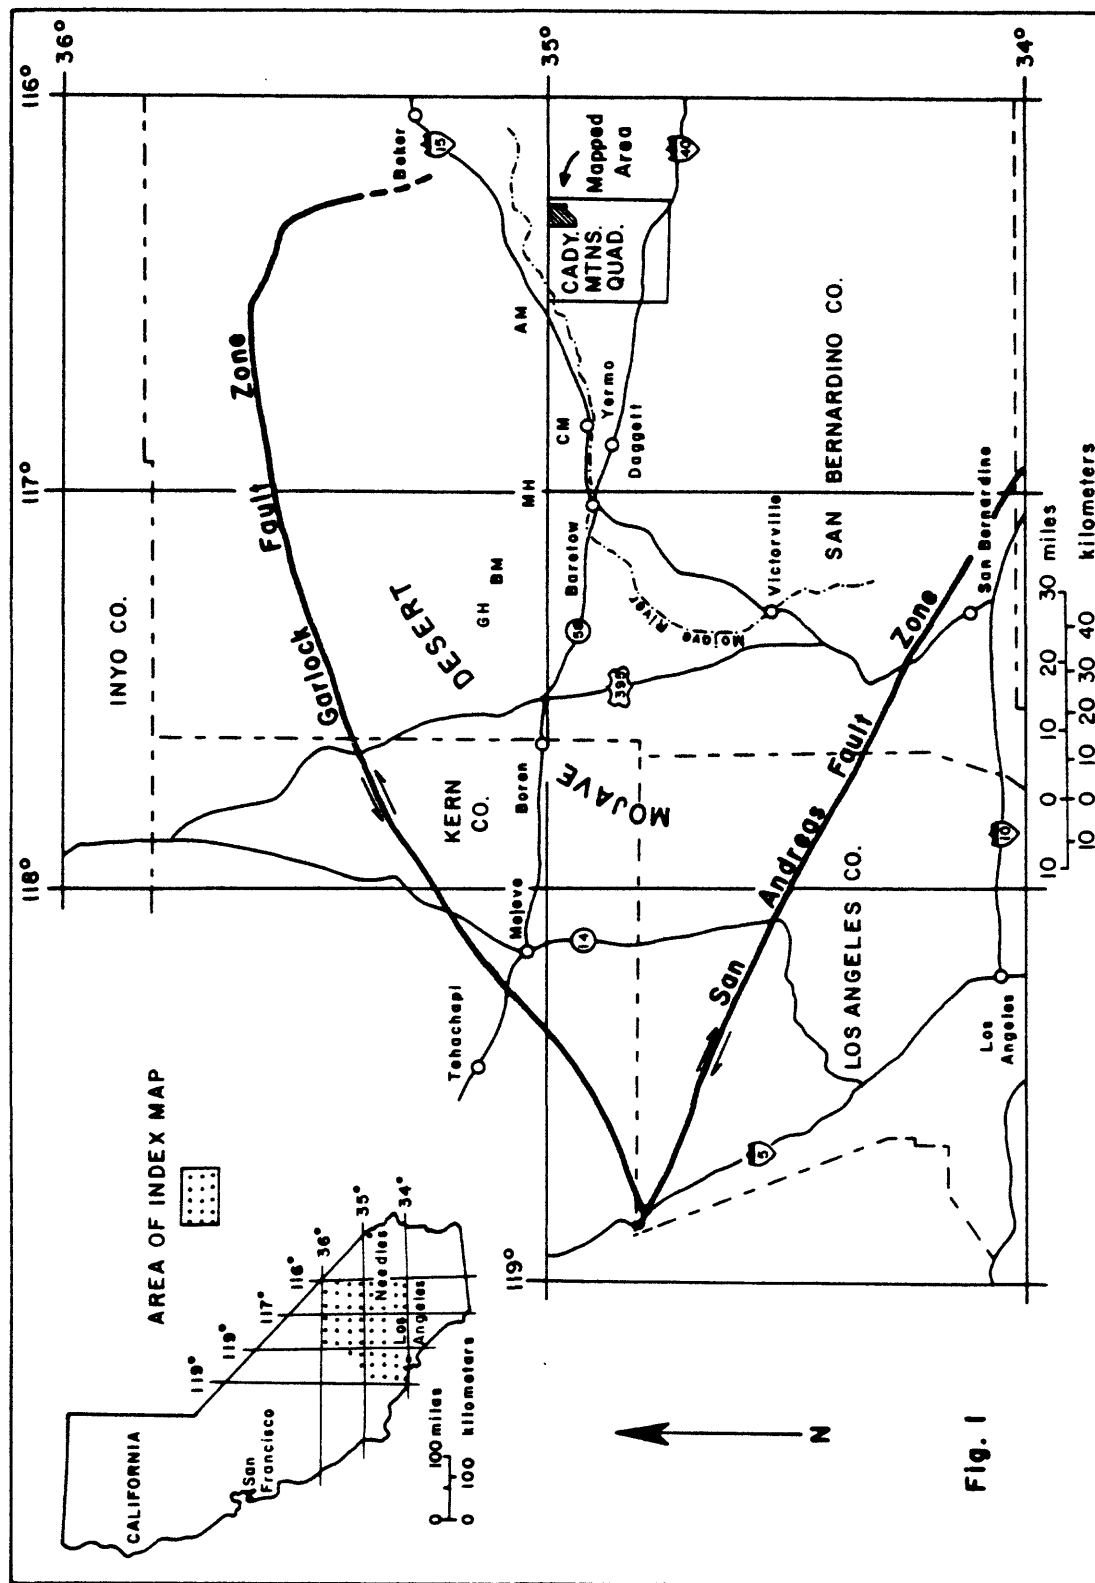 CALIFORNIA
San
Francisco
0 100 miles
0 100 kilometers
119°
119°
117°
116°
36°
35°
34°
Needles
Los
Angeles
AREA OF INDEX MAP
118°
117°
116°
36°
INYO CO.
Garlock Fault Zone
Baker
15
Tehachapi
KERN
CO.
DESERT
GH
BM
MH
CM
AM
Mojave
Boron
35°
58
Barstow
Yermo
Daggett
CADY.
MTNS.
QUAD.
Mapped
Area
40
MOJAVE
395
Mojave River
14
Victorville
SAN BERNARDINO CO.
119°
5
San Andreas Fault Zone
LOS ANGELES CO.
Los
Angeles
10
San Bernardino
34°
N
Fig. 1
10 0 10 20 30 miles
10 0 10 20 30 40 kilometers